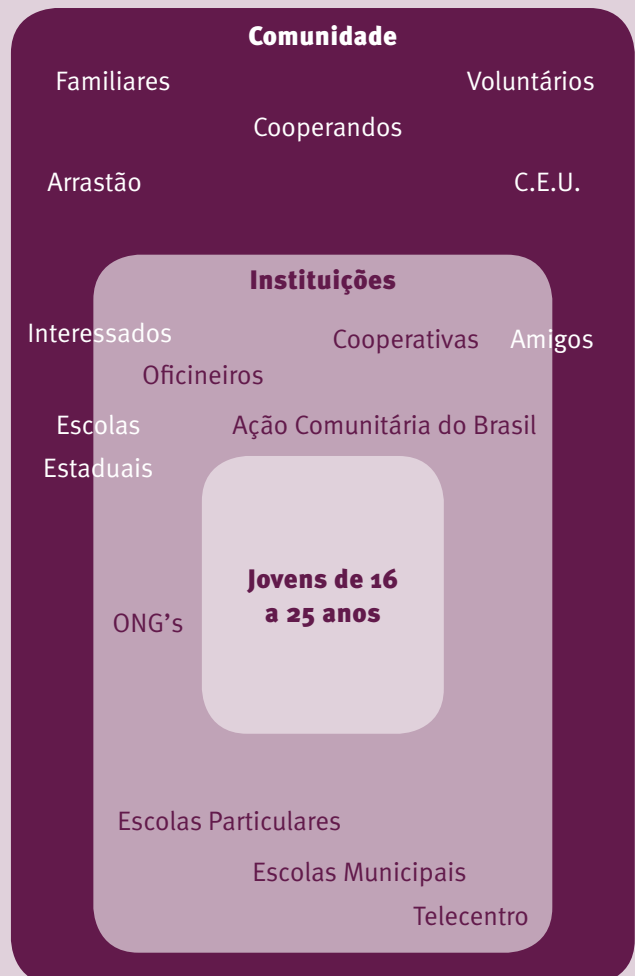 Comunidade
Familiares
Voluntários
Cooperandos
Arrastão
C.E.U.
Instituições
Interessados
Cooperativas
Amigos
Oficineiros
Escolas
Estaduais
Ação Comunitária do Brasil
Jovens de 16
a 25 anos
ONG's
Escolas Particulares
Escolas Municipais
Telecentro